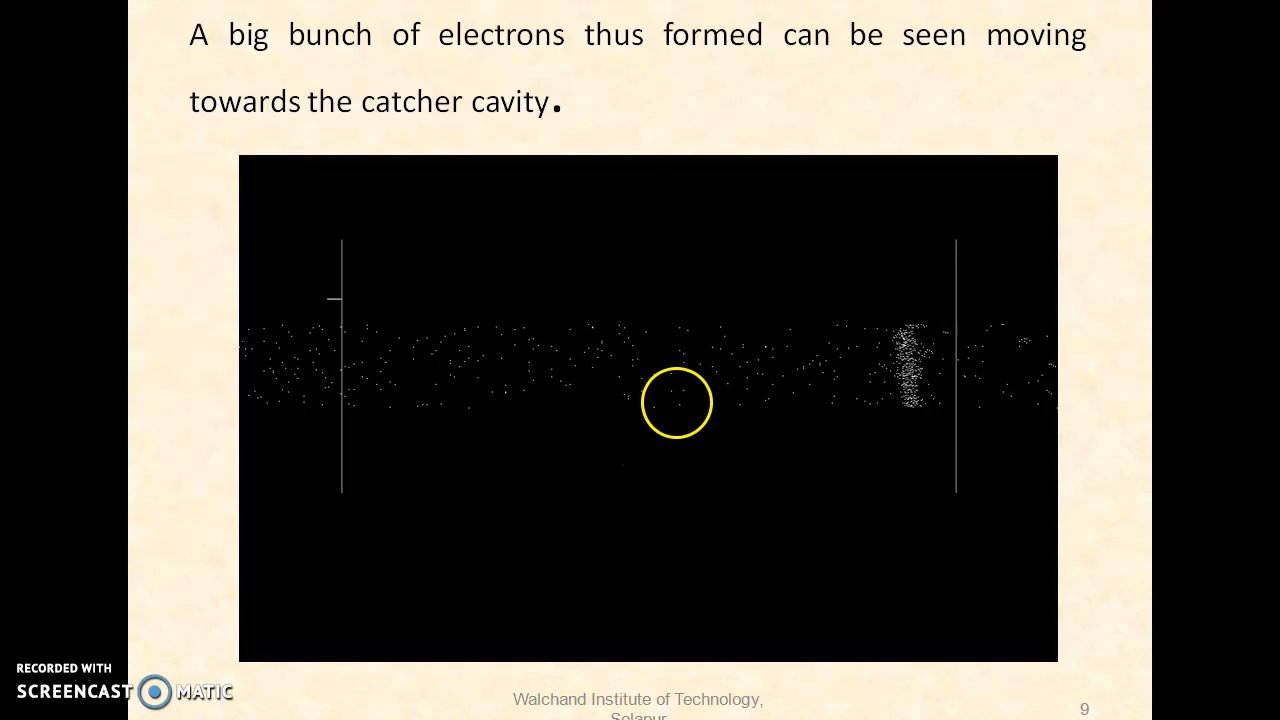 A big bunch of electrons thus formed can be seen moving
towards the catcher cavity.
RECORDED WITH
SCREENCAST MATIC
Walchand Institute of Technology,
Solapur
9